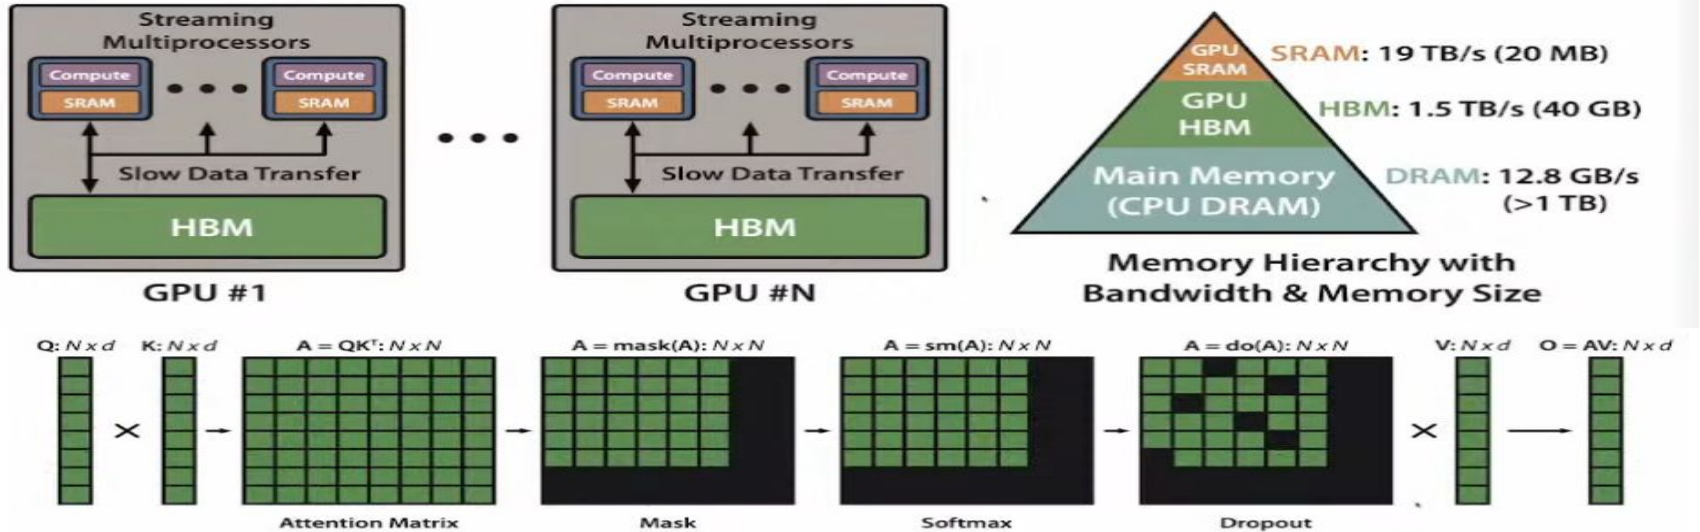 Streaming
Multiprocessors
Compute
SRAM
Compute
SRAM
Slow Data Transfer
HBM
GPU #1
Streaming
Multiprocessors
Compute
SRAM
Compute
SRAM
Slow Data Transfer
HBM
GPU #N
GPU
SRAM
SRAM: 19 TB/s (20 MB)
GPU
HBM
HBM: 1.5 TB/s (40 GB)
Main Memory
(CPU DRAM)
DRAM: 12.8 GB/s
(>1 TB)
Memory Hierarchy with
Bandwidth & Memory Size
Q: N x d
K: N x d
A = QKᵀ: N x N
A = mask(A): N x N
A = sm(A): N x N
A = do(A): N x N
V: N x d
O = AV: N x d
Attention Matrix
Mask
Softmax
Dropout